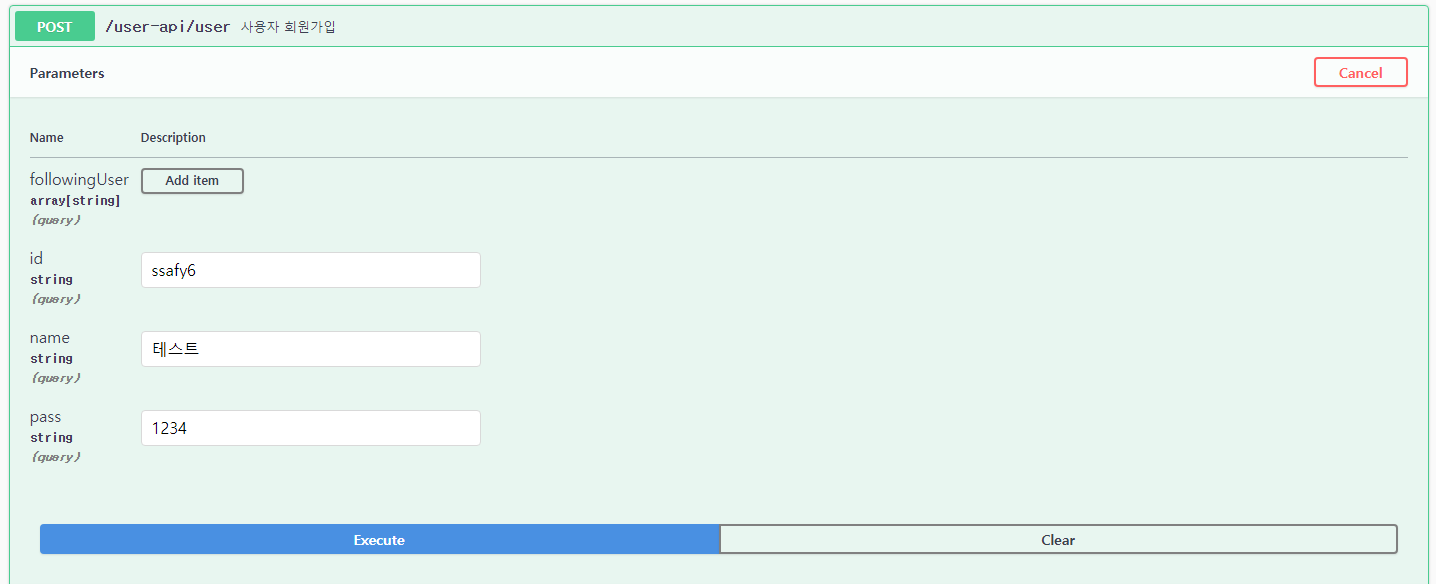 POST /user-api/user 사용자 회원가입
Parameters
Cancel
Name Description
followingUser Add item
array[string]
(query)
id
ssafy6
string
(query)
name
테스트
string
(query)
pass
1234
string
(query)
Execute Clear